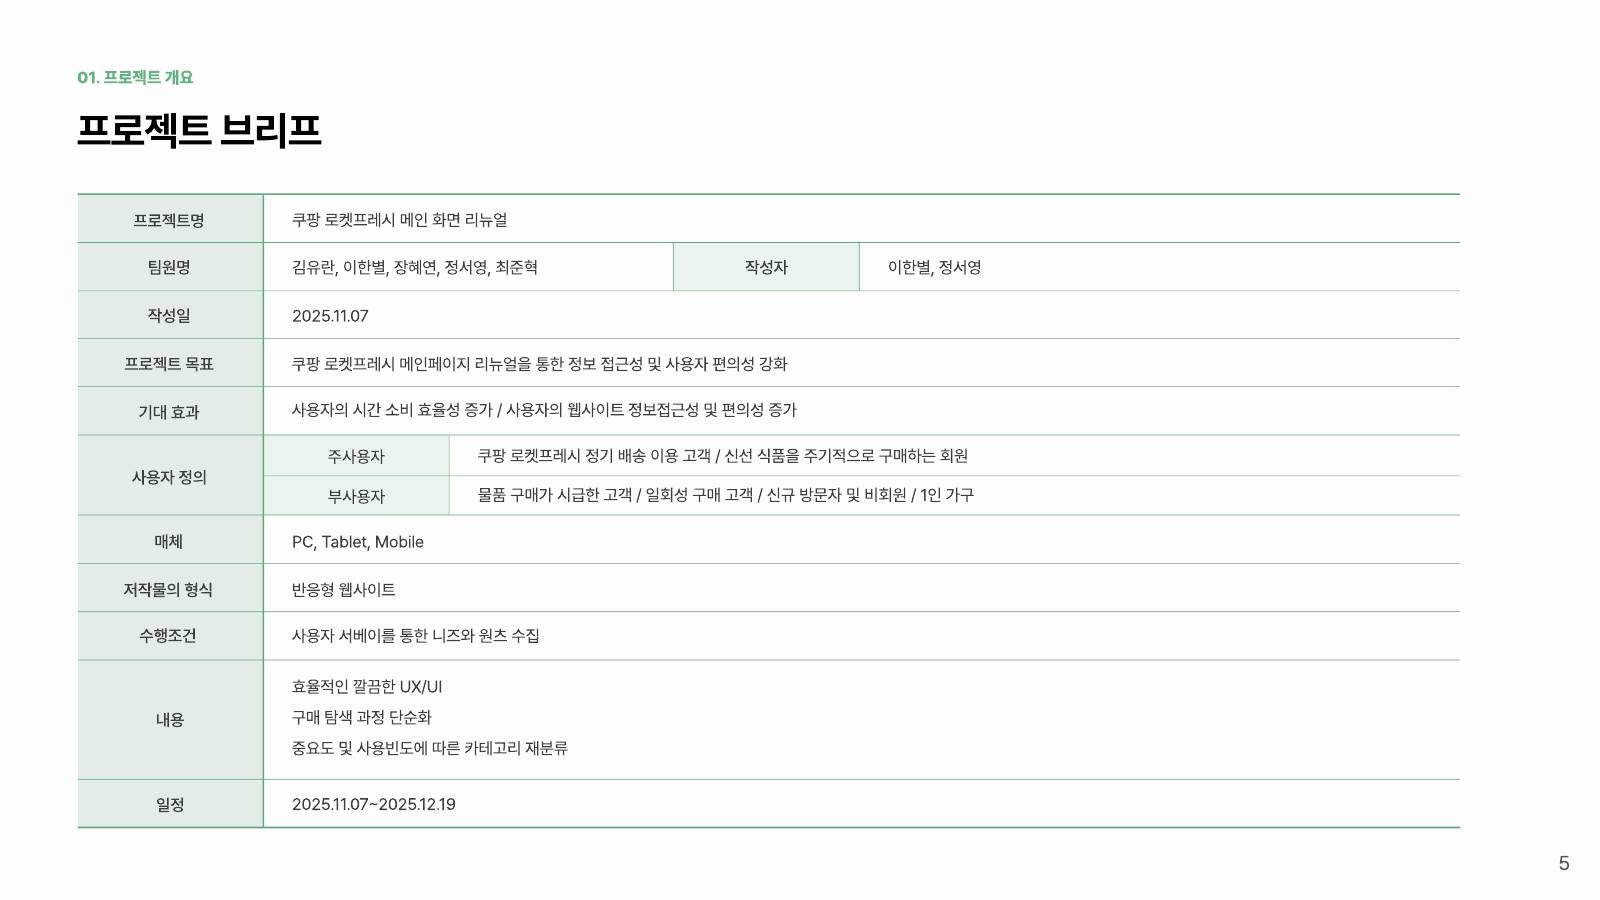 01. 프로젝트 개요
프로젝트 브리프
프로젝트명
쿠팡 로켓프레시 메인 화면 리뉴얼
팀원명
김유란, 이한별, 장혜연, 정서영, 최준혁
작성자
이한별, 정서영
작성일
2025.11.07
프로젝트 목표
쿠팡 로켓프레시 메인페이지 리뉴얼을 통한 정보 접근성 및 사용자 편의성 강화
기대 효과
사용자의 시간 소비 효율성 증가 / 사용자의 웹사이트 정보접근성 및 편의성 증가
사용자 정의
주사용자
쿠팡 로켓프레시 정기 배송 이용 고객 / 신선 식품을 주기적으로 구매하는 회원
부사용자
물품 구매가 시급한 고객 / 일회성 구매 고객 / 신규 방문자 및 비회원 / 1인 가구
매체
PC, Tablet, Mobile
저작물의 형식
반응형 웹사이트
수행조건
사용자 서베이를 통한 니즈와 원츠 수집
내용
효율적인 깔끔한 UX/UI
구매 탐색 과정 단순화
중요도 및 사용빈도에 따른 카테고리 재분류
일정
2025.11.07~2025.12.19
5